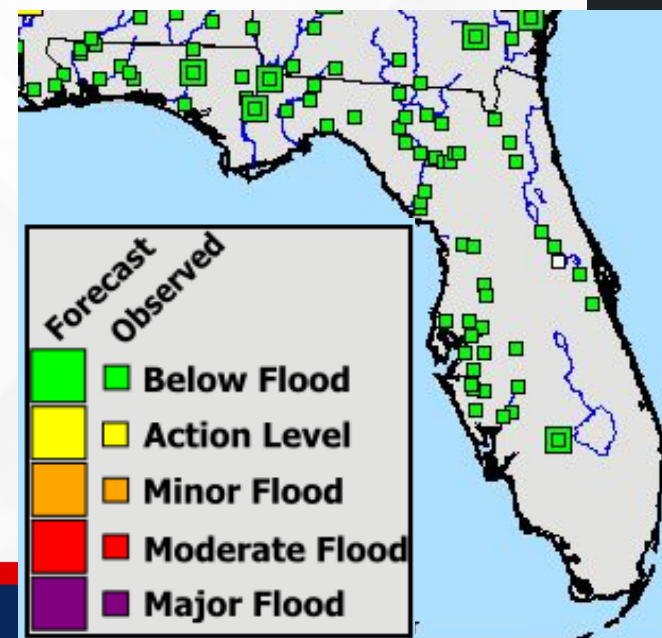 Forecast
Observed
Below Flood
Action Level
Minor Flood
Moderate Flood
Major Flood